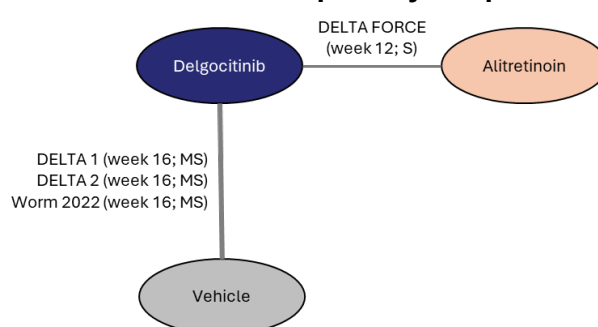 DELTA FORCE
(week 12; S)
Delgocitinib
Alitretinoin
DELTA 1 (week 16; MS)
DELTA 2 (week 16; MS)
Worm 2022 (week 16; MS)
Vehicle